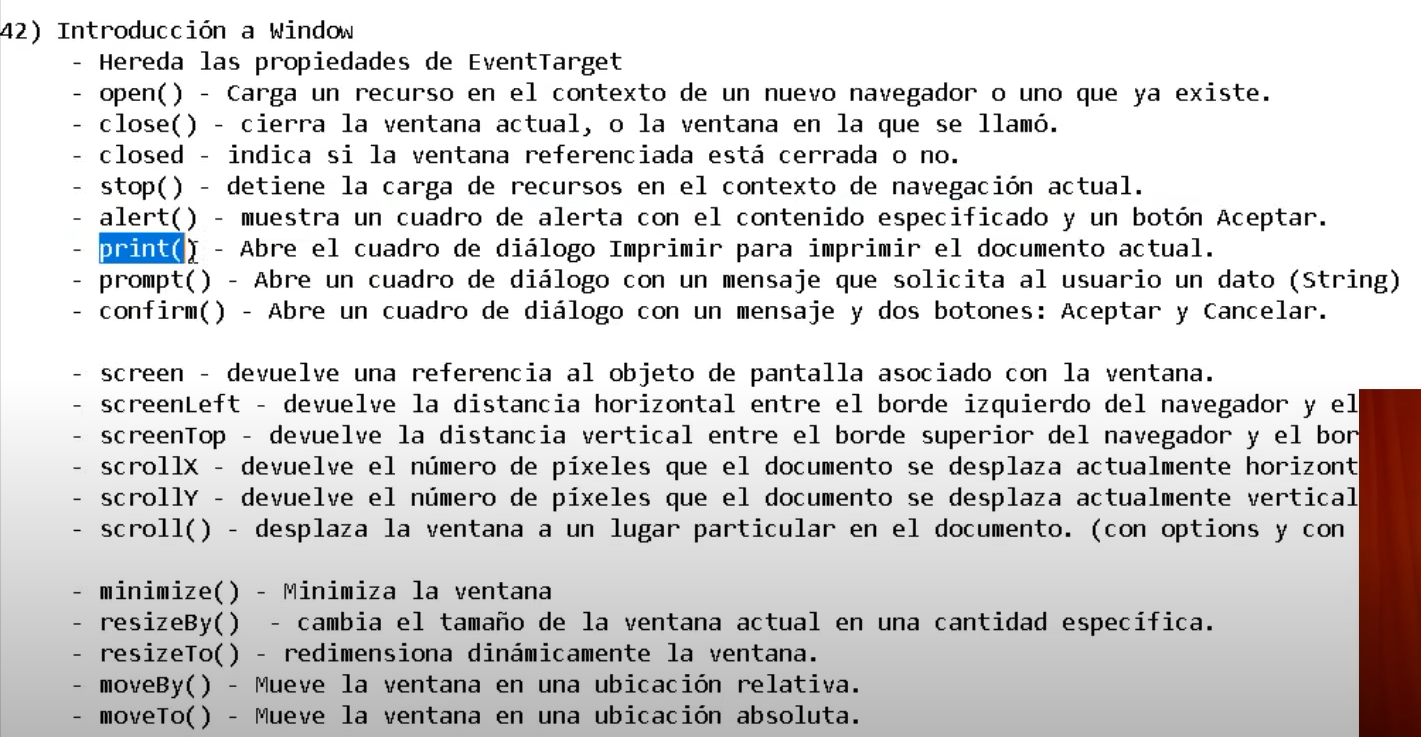 42) Introducción a Window
- Hereda las propiedades de EventTarget
- open() - Carga un recurso en el contexto de un nuevo navegador o uno que ya existe.
- close() - cierra la ventana actual, o la ventana en la que se llamó.
- closed - indica si la ventana referenciada está cerrada o no.
- stop() - detiene la carga de recursos en el contexto de navegación actual.
- alert() - muestra un cuadro de alerta con el contenido especificado y un botón Aceptar.
- print() - Abre el cuadro de diálogo Imprimir para imprimir el documento actual.
- prompt() - Abre un cuadro de diálogo con un mensaje que solicita al usuario un dato (String)
- confirm() - Abre un cuadro de diálogo con un mensaje y dos botones: Aceptar y Cancelar.
- screen - devuelve una referencia al objeto de pantalla asociado con la ventana.
- screenLeft - devuelve la distancia horizontal entre el borde izquierdo del navegador y el
- screenTop - devuelve la distancia vertical entre el borde superior del navegador y el bor
- scrollX - devuelve el número de píxeles que el documento se desplaza actualmente horizont
- scrollY - devuelve el número de píxeles que el documento se desplaza actualmente vertical
- scroll() - desplaza la ventana a un lugar particular en el documento. (con options y con
- minimize() - Minimiza la ventana
- resizeBy()  - cambia el tamaño de la ventana actual en una cantidad específica.
- resizeTo() - redimensiona dinámicamente la ventana.
- moveBy() - Mueve la ventana en una ubicación relativa.
- moveTo() - Mueve la ventana en una ubicación absoluta.